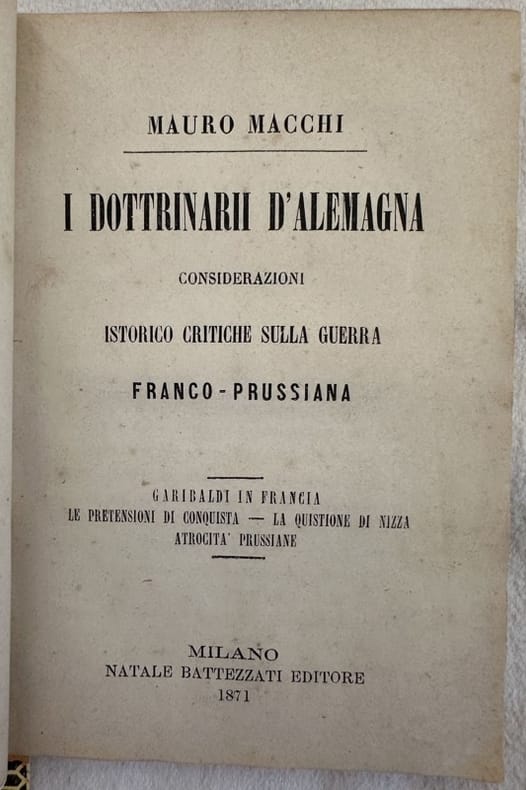 MAURO MACCHI
I DOTTRINARII D'ALEMAGNA
CONSIDERAZIONI
ISTORICO CRITICHE SULLA GUERRA
FRANCO-PRUSSIANA
GARIBALDI IN FRANCIA
LE PRETENSIONI DI CONQUISTA — LA QUISTIONE DI NIZZA
ATROCITA' PRUSSIANE
MILANO
NATALE BATTEZZATI EDITORE
1871